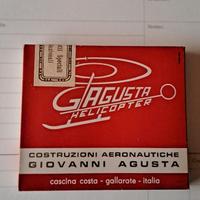 AGUSTA
HELICOPTER
COSTRUZIONI AERONAUTICHE
GIOVANNI AGUSTA
cascina costa - gallarate - italia